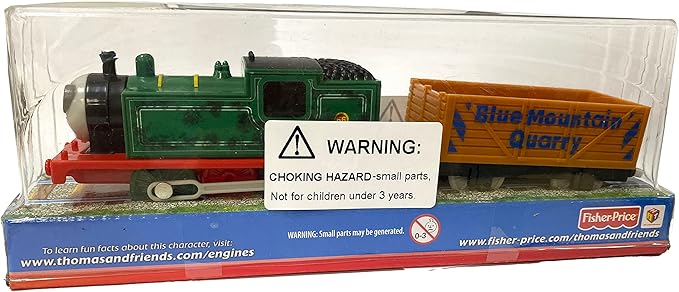 Blue Mountain
Quarry
WARNING:
CHOKING HAZARD-small parts,
Not for children under 3 years.
To learn fun facts about this character, visit:
www.thomasandfriends.com/engines
WARNING: Small parts may be generated.
0-3
Fisher-Price
www.fisher-price.com/thomasandfriends